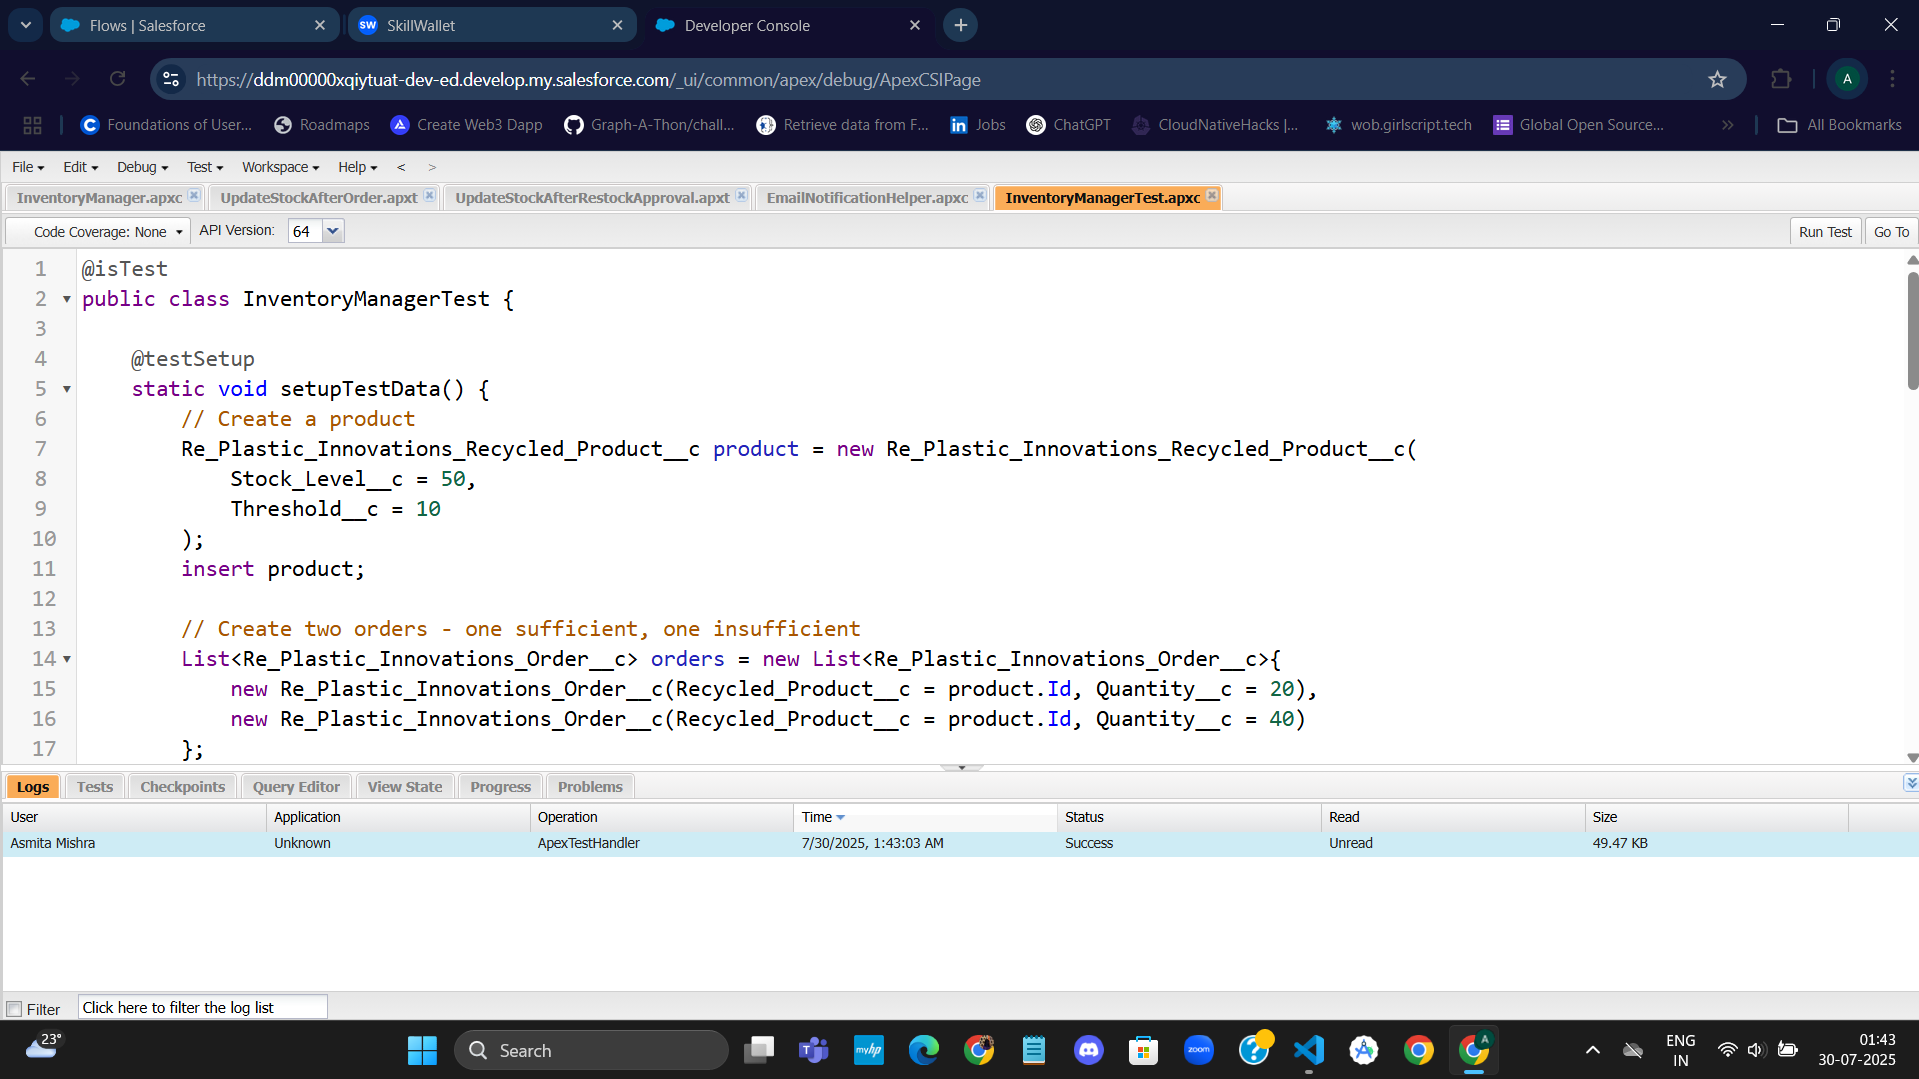 Flows | Salesforce
SW SkillWallet
Developer Console
https://ddm00000xqiytuat-dev-ed.develop.my.salesforce.com/_ui/common/apex/debug/ApexCSIPage
A
Foundations of User...
Roadmaps
Create Web3 Dapp
Graph-A-Thon/chall...
Retrieve data from F...
in Jobs
ChatGPT
CloudNativeHacks |...
wob.girlscript.tech
Global Open Source...
All Bookmarks
File Edit Debug Test Workspace Help < >
InventoryManager.apxc UpdateStockAfterOrder.apxt UpdateStockAfterRestockApproval.apxt EmailNotificationHelper.apxc InventoryManagerTest.apxc
Code Coverage: None API Version: 64 Run Test Go To
1 @isTest
2 public class InventoryManagerTest {
3
4 @testSetup
5 static void setupTestData() {
6 // Create a product
7 Re_Plastic_Innovations_Recycled_Product__c product = new Re_Plastic_Innovations_Recycled_Product__c(
8 Stock_Level__c = 50,
9 Threshold__c = 10
10 );
11 insert product;
12
13 // Create two orders - one sufficient, one insufficient
14 List<Re_Plastic_Innovations_Order__c> orders = new List<Re_Plastic_Innovations_Order__c>{
15 new Re_Plastic_Innovations_Order__c(Recycled_Product__c = product.Id, Quantity__c = 20),
16 new Re_Plastic_Innovations_Order__c(Recycled_Product__c = product.Id, Quantity__c = 40)
17 };
Logs Tests Checkpoints Query Editor View State Progress Problems
User Application Operation Time Status Read Size
Asmita Mishra Unknown ApexTestHandler 7/30/2025, 1:43:03 AM Success Unread 49.47 KB
Filter Click here to filter the log list
23°
Search
myhp
zoom
A
ENG
IN
01:43
30-07-2025